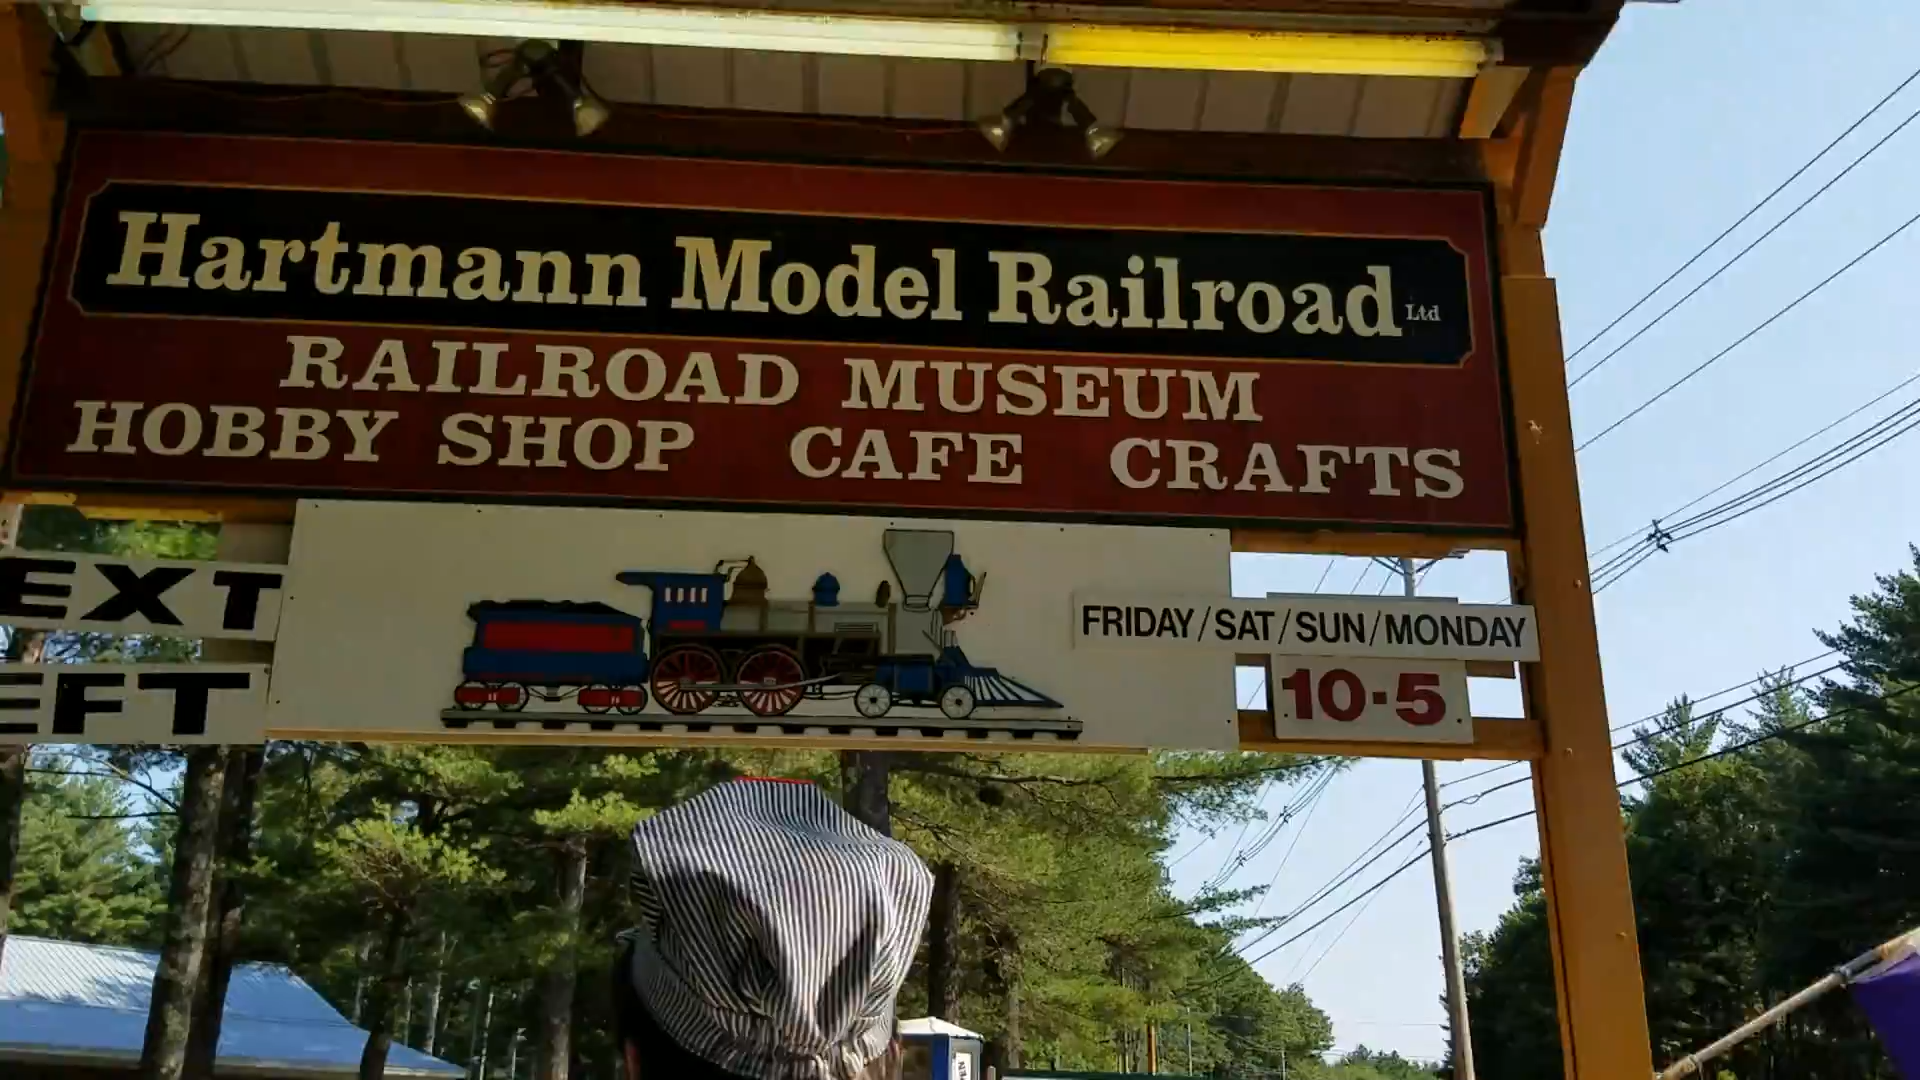 Hartmann Model Railroad Ltd
RAILROAD MUSEUM
HOBBY SHOP CAFE CRAFTS
EXT
EFT
FRIDAY/SAT/SUN/MONDAY
10-5